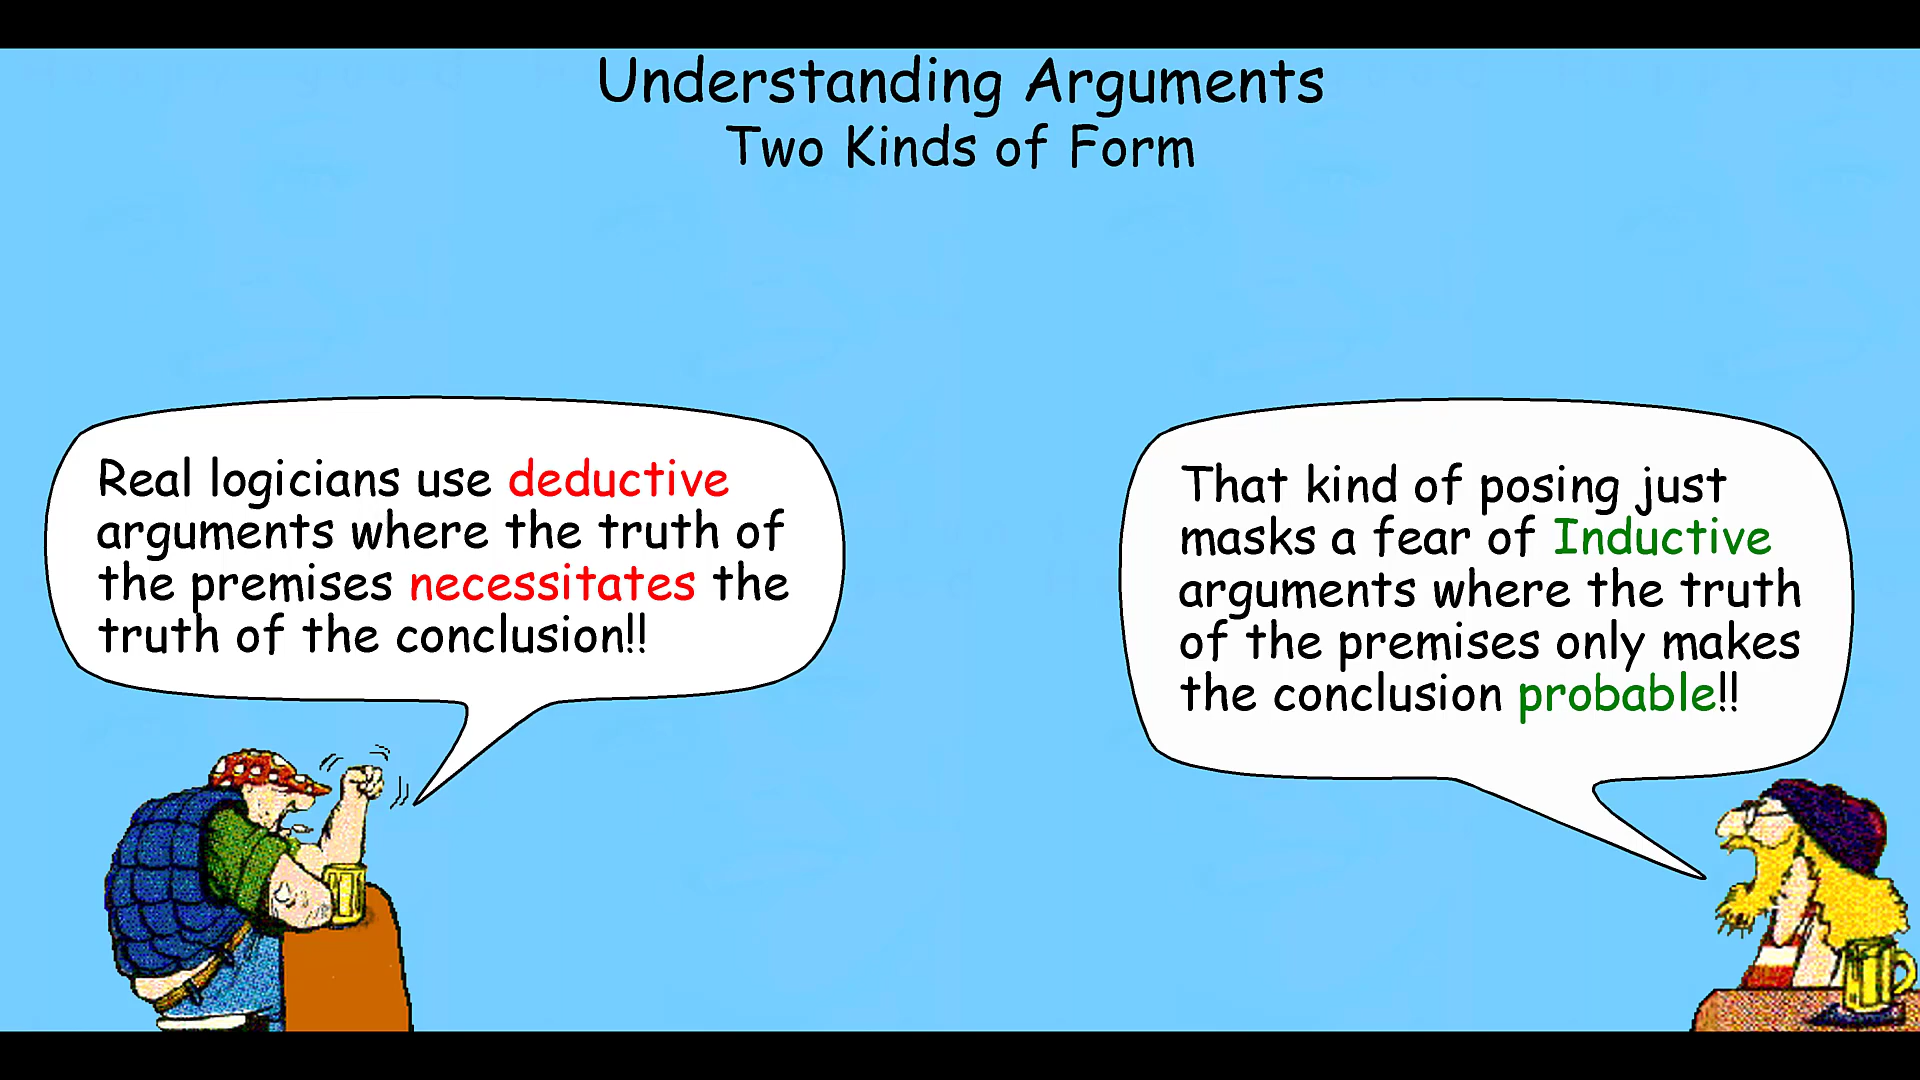 Understanding Arguments
Two Kinds of Form
Real logicians use deductive
arguments where the truth of
the premises necessitates the
truth of the conclusion!!
That kind of posing just
masks a fear of Inductive
arguments where the truth
of the premises only makes
the conclusion probable!!